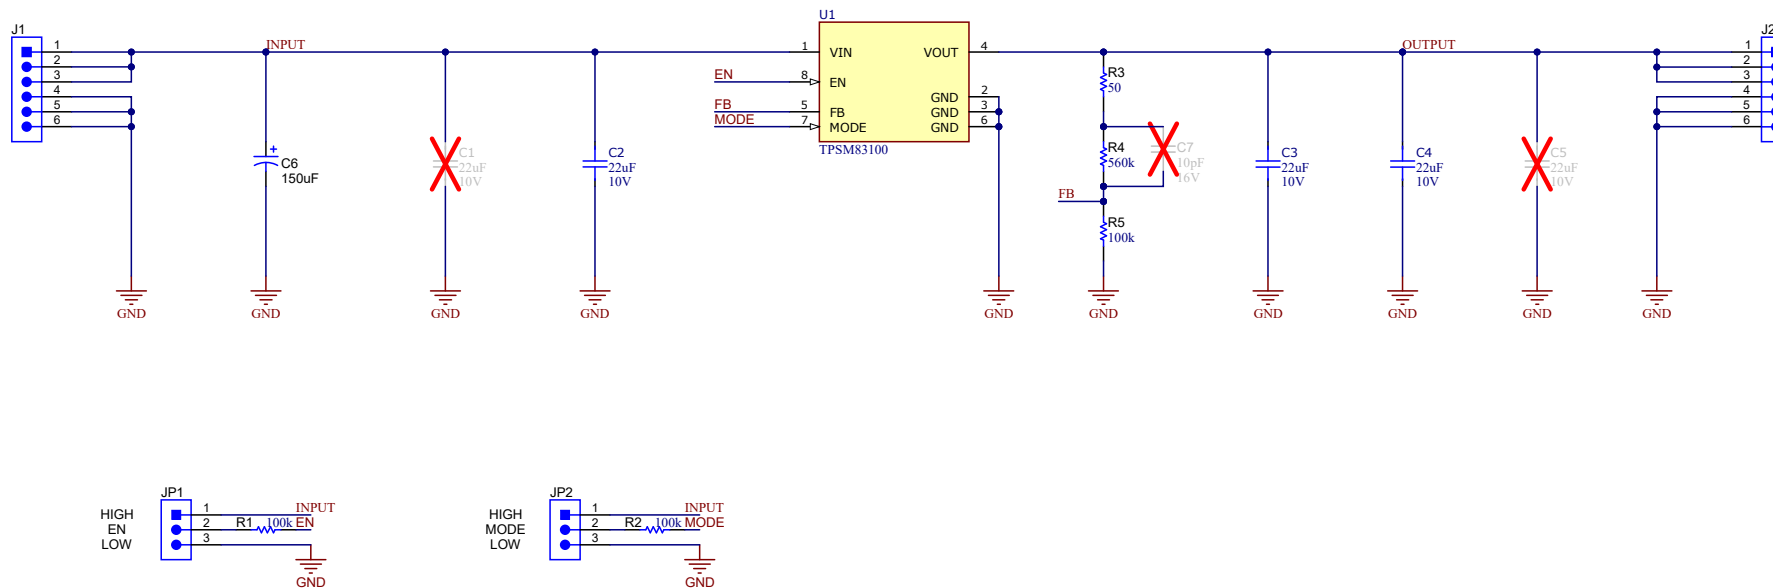 J1
1
2
3
4
5
6
INPUT
C6
150uF
+
C1
22uF
10V
C2
22uF
10V
GND
GND
GND
GND
U1
1
VIN
8
EN
EN
5
FB
FB
7
MODE
MODE
VOUT
4
GND
2
GND
3
GND
6
TPSM83100
GND
R3
50
R4
560k
C7
10pF
16V
FB
R5
100k
GND
C3
22uF
10V
GND
OUTPUT
C4
22uF
10V
GND
C5
22uF
10V
GND
J2
1
2
3
4
5
6
GND
JP1
HIGH
EN
LOW
1
2
3
INPUT
R1
100k
EN
GND
JP2
HIGH
MODE
LOW
1
2
3
INPUT
R2
100k
MODE
GND